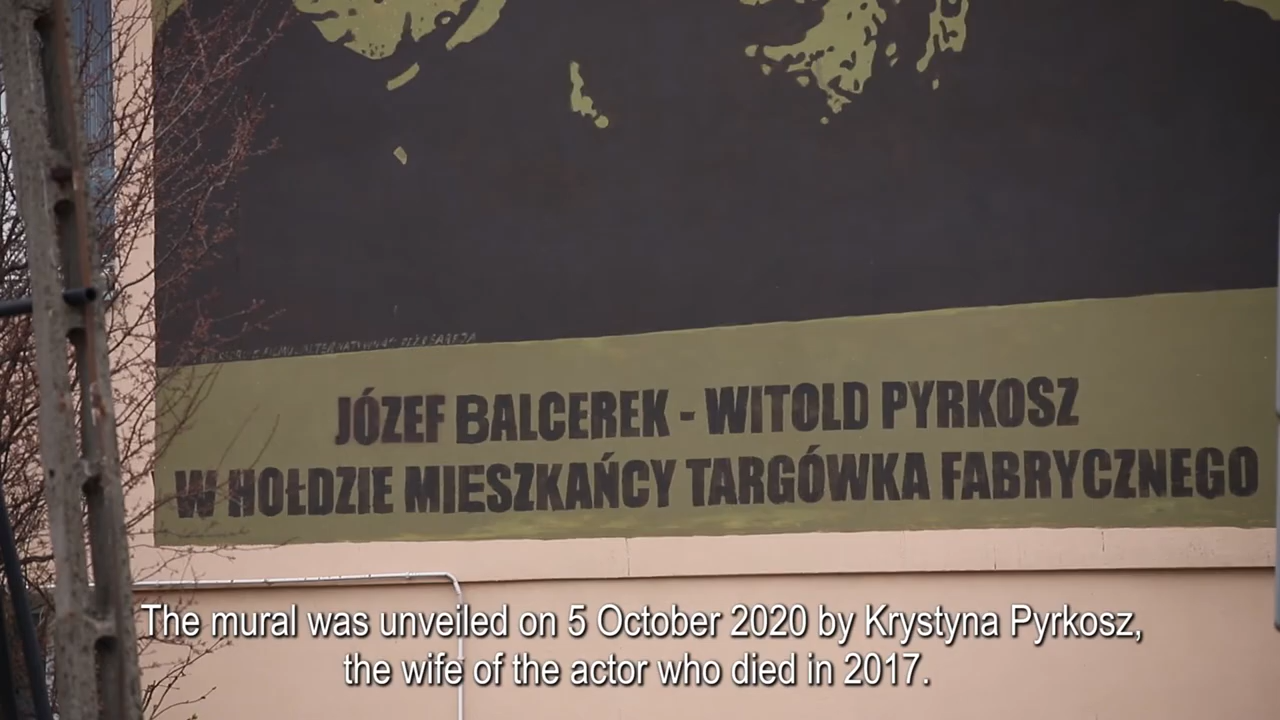 JÓZEF BALCEREK - WITOLD PYRKOSZ
W HOŁDZIE MIESZKAŃCY TARGÓWKA FABRYCZNEGO
The mural was unveiled on 5 October 2020 by Krystyna Pyrkosz,
the wife of the actor who died in 2017.